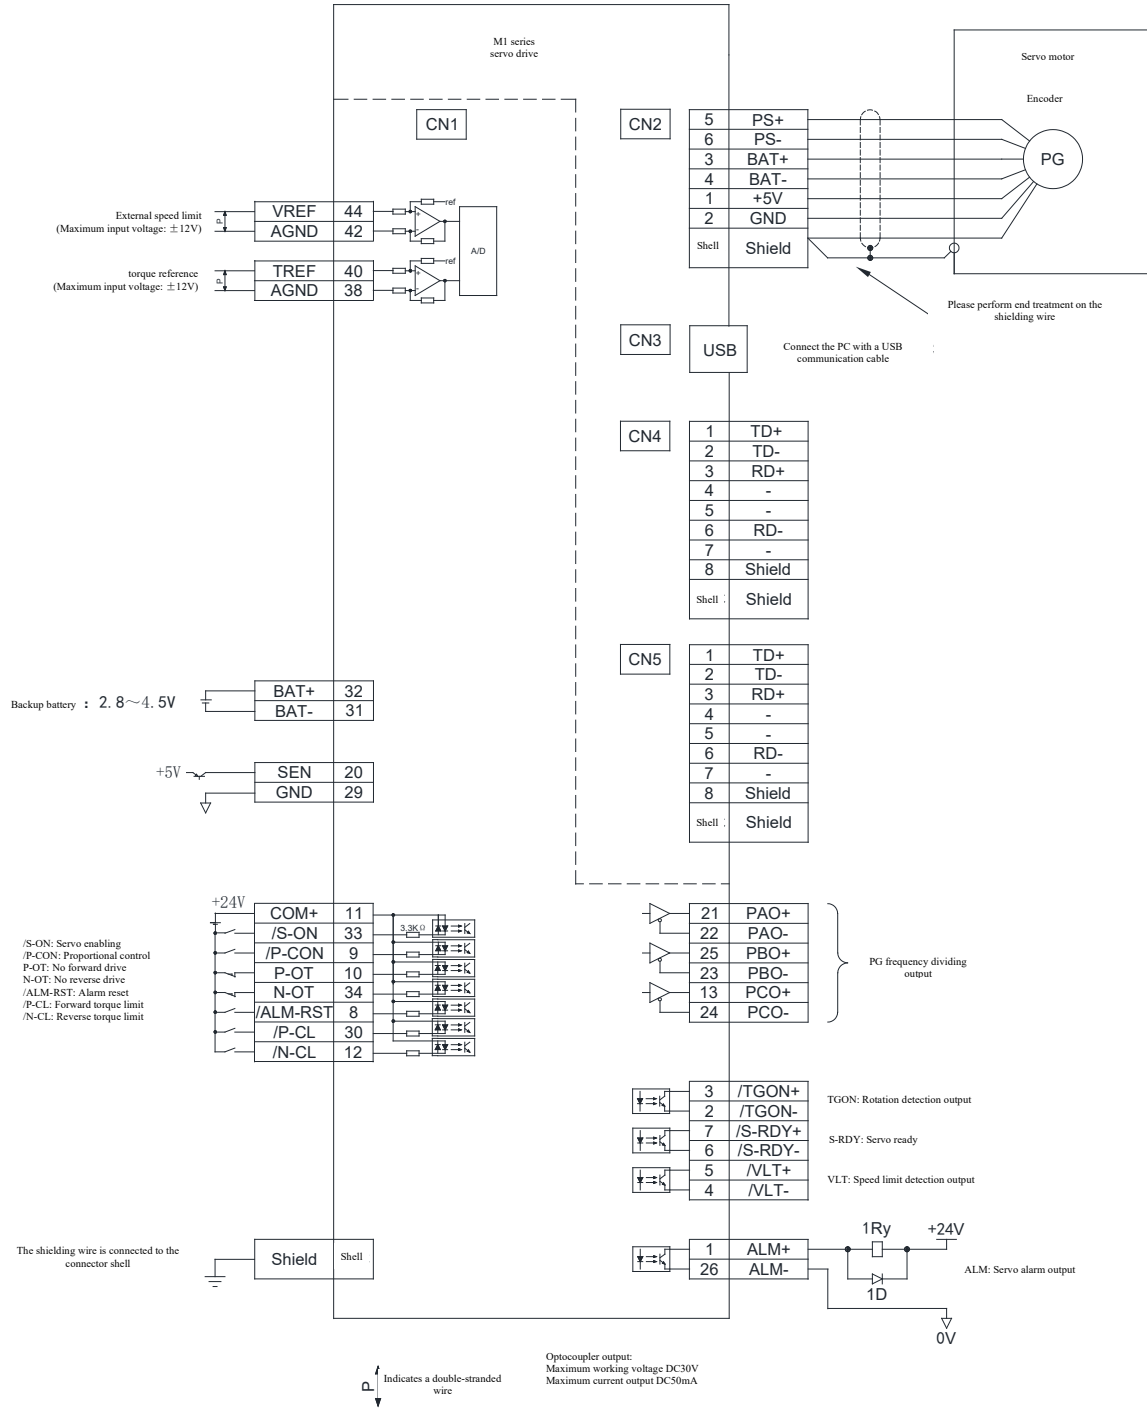 M1 series
servo drive
Servo motor
Encoder
PG
CN1
CN2
5 PS+
6 PS-
3 BAT+
4 BAT-
1 +5V
2 GND
Shell Shield
Please perform end treatment on the
shielding wire
External speed limit
(Maximum input voltage: ±12V)
P
VREF 44
AGND 42
ref
torque reference
(Maximum input voltage: ±12V)
P
TREF 40
AGND 38
ref
A/D
CN3
USB
Connect the PC with a USB
communication cable
CN4
1 TD+
2 TD-
3 RD+
4 -
5 -
6 RD-
7 -
8 Shield
Shell : Shield
CN5
1 TD+
2 TD-
3 RD+
4 -
5 -
6 RD-
7 -
8 Shield
Shell : Shield
Backup battery : 2.8～4.5V
BAT+ 32
BAT- 31
+5V
SEN 20
GND 29
+24V
COM+ 11
/S-ON 33
/P-CON 9
P-OT 10
N-OT 34
/ALM-RST 8
/P-CL 30
/N-CL 12
3.3KΩ
/S-ON: Servo enabling
/P-CON: Proportional control
P-OT: No forward drive
N-OT: No reverse drive
/ALM-RST: Alarm reset
/P-CL: Forward torque limit
/N-CL: Reverse torque limit
21 PAO+
22 PAO-
25 PBO+
23 PBO-
13 PCO+
24 PCO-
PG frequency dividing
output
3 /TGON+
2 /TGON-
7 /S-RDY+
6 /S-RDY-
5 /VLT+
4 /VLT-
TGON: Rotation detection output
S-RDY: Servo ready
VLT: Speed limit detection output
The shielding wire is connected to the
connector shell
Shield Shell
1 ALM+
26 ALM-
1Ry
+24V
1D
0V
ALM: Servo alarm output
P
Indicates a double-stranded
wire
Optocoupler output:
Maximum working voltage DC30V
Maximum current output DC50mA